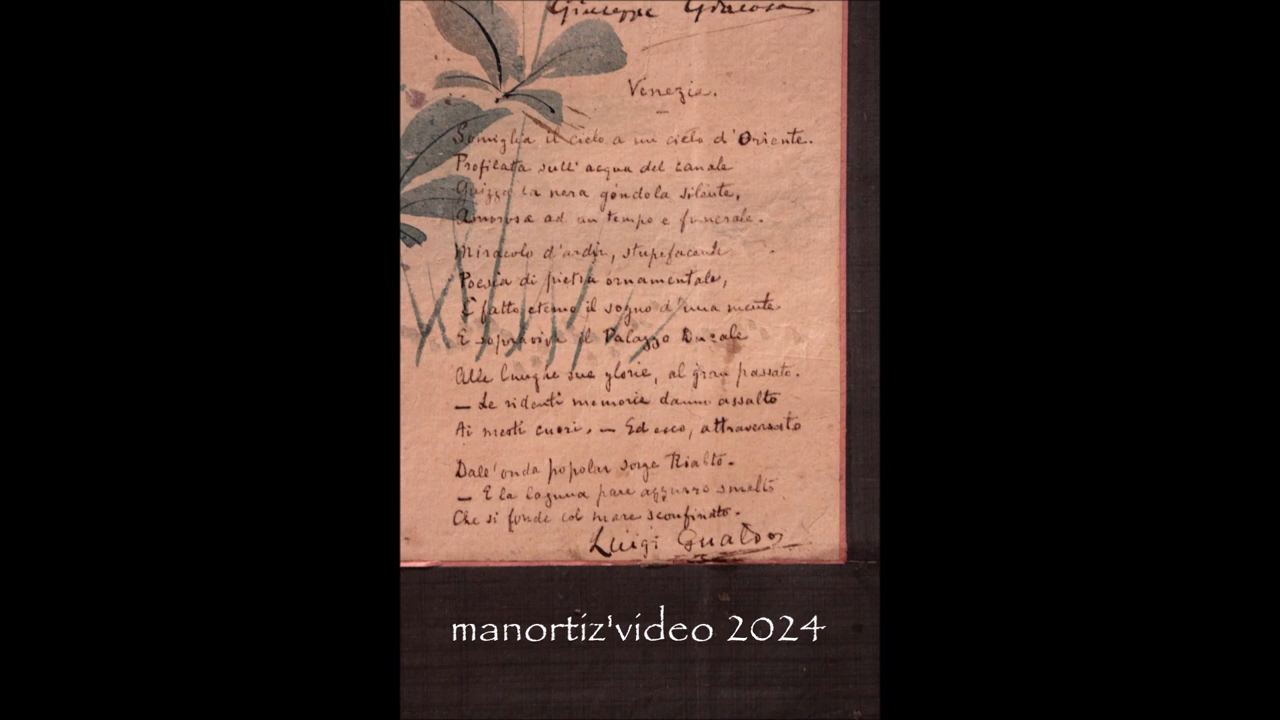 Giuseppe Giacosa
Venezia.
Somiglia il cielo a un cielo d'Oriente.
Profilata sull' acqua del canale
Guizza la nera góndola silente,
Amorosa ad un tempo e funerale.
Miracolo d'ardir, stupefacente
Poesia di pietra ornamentale,
È fatto eterno il sogno d'una mente
E sopravive il Palazzo Ducale
Alle lunghe sue glorie, al gran passato.
— Le ridenti memorie danno assalto
Ai mesti cuori. — Ed ecco, attraversato
Dall'onda popolar sorge Rialto.
— E la laguna pare azzurro smalto
Che si fonde col mare sconfinato.
Luigi Gualdo
manortiz'video 2024